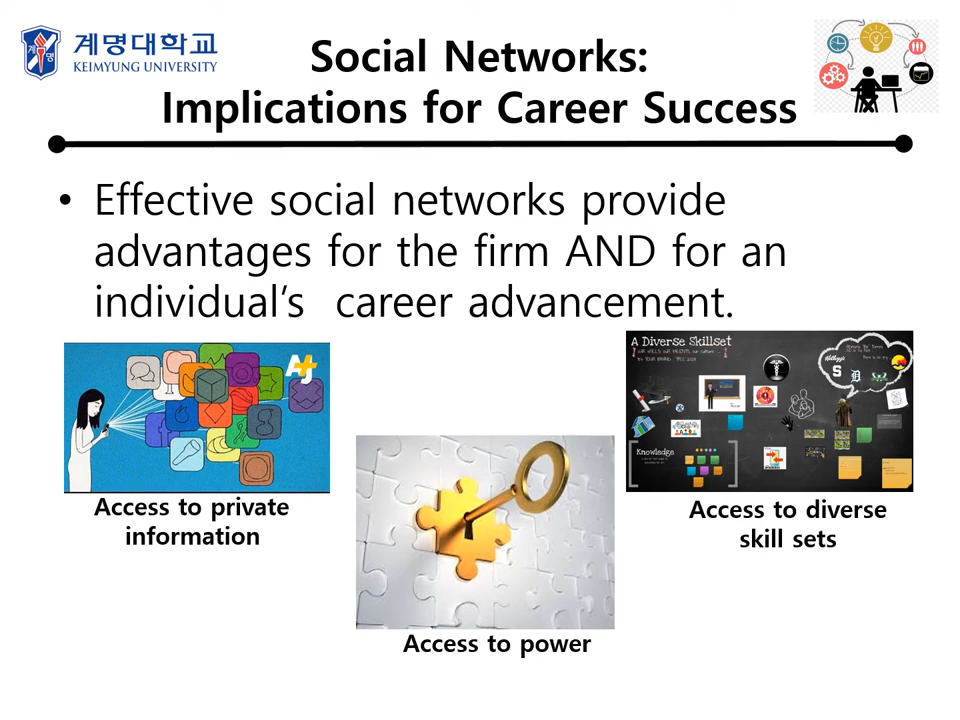 계명대학교
KEIMYUNG UNIVERSITY
Social Networks:
Implications for Career Success
• Effective social networks provide
advantages for the firm AND for an
individual’s  career advancement.
AJ+
A Diverse Skillset
Knowledge
S
D
Access to private
information
Access to power
Access to diverse
skill sets